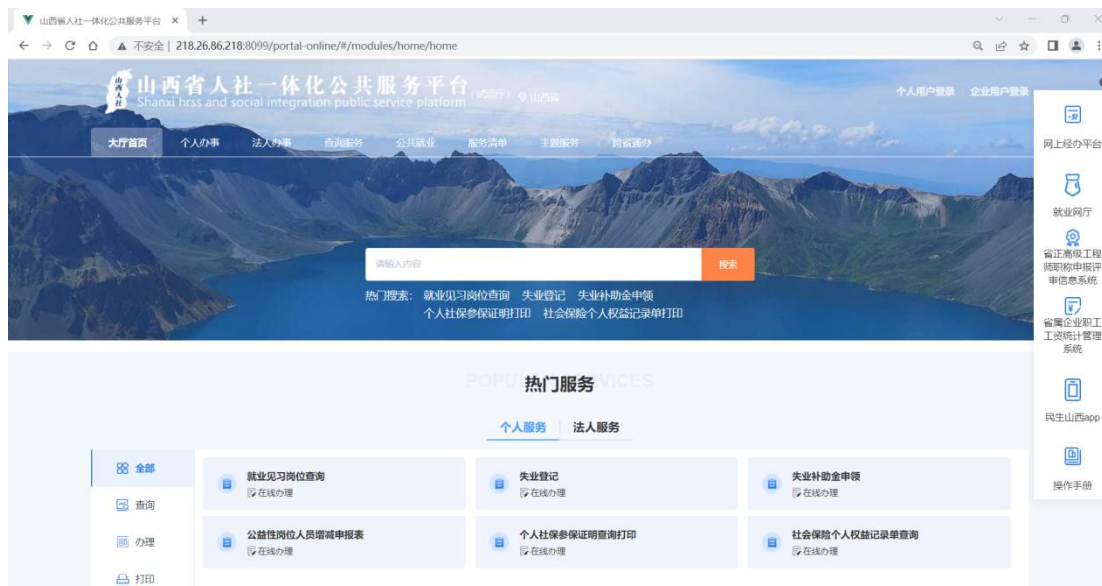 山西省人社一体化公共服务平台
不安全 | 218.26.86.218:8099/portal-online/#/modules/home/home
山西人社
山西省人社一体化公共服务平台
山西省
Shanxi hrss and social integration public service platform
个人用户登录 企业用户登录
大厅首页 个人办事 法人办事 查询服务 公共就业 服务清单 主题服务 跨省通办
请输入内容 搜索
热门搜索: 就业见习岗位查询 失业登记 失业补助金申领
个人社保参保证明打印 社会保险个人权益记录单打印
网上经办平台
就业网厅
省正高级工程
师职称申报评
审信息系统
省属企业职工
工资统计管理
系统
民生山西app
操作手册
热门服务
个人服务 法人服务
全部
查询
办理
打印
就业见习岗位查询
在线办理
失业登记
在线办理
失业补助金申领
在线办理
公益性岗位人员增减申报表
在线办理
个人社保参保证明查询打印
在线办理
社会保险个人权益记录单查询
在线办理